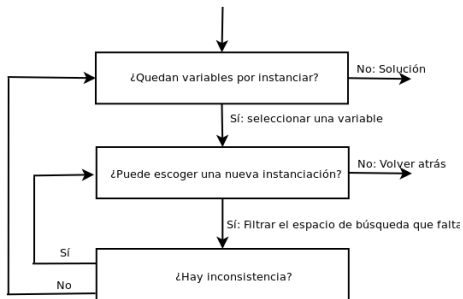 ¿Quedan variables por instanciar?
No: Solución
Sí: seleccionar una variable
¿Puede escoger una nueva instanciación?
No: Volver atrás
Sí: Filtrar el espacio de búsqueda que falta
Sí
¿Hay inconsistencia?
No